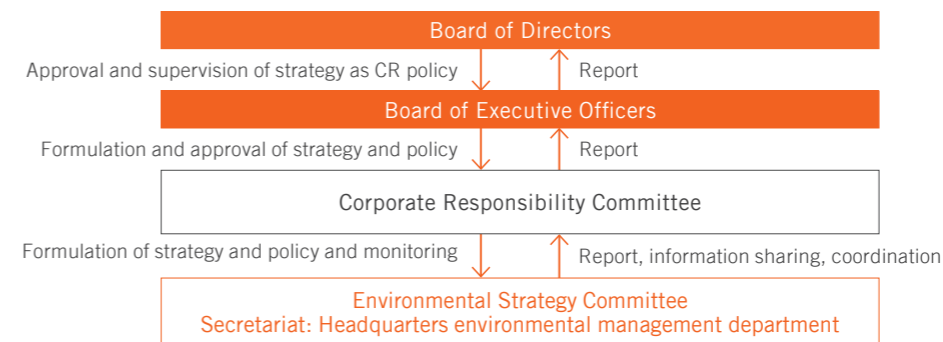 Board of Directors
Approval and supervision of strategy as CR policy
Report
Board of Executive Officers
Formulation and approval of strategy and policy
Report
Corporate Responsibility Committee
Formulation of strategy and policy and monitoring
Report, information sharing, coordination
Environmental Strategy Committee
Secretariat: Headquarters environmental management department